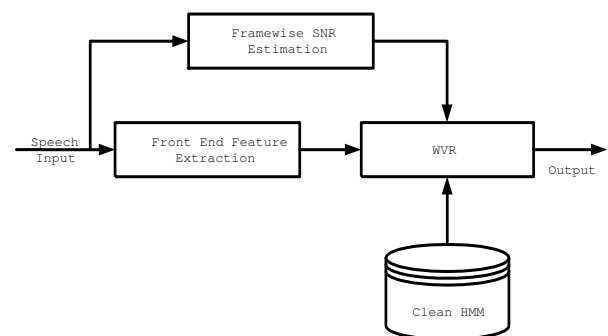 Framewise SNR
Estimation
Speech
Input
Front End Feature
Extraction
WVR
Output
Clean HMM